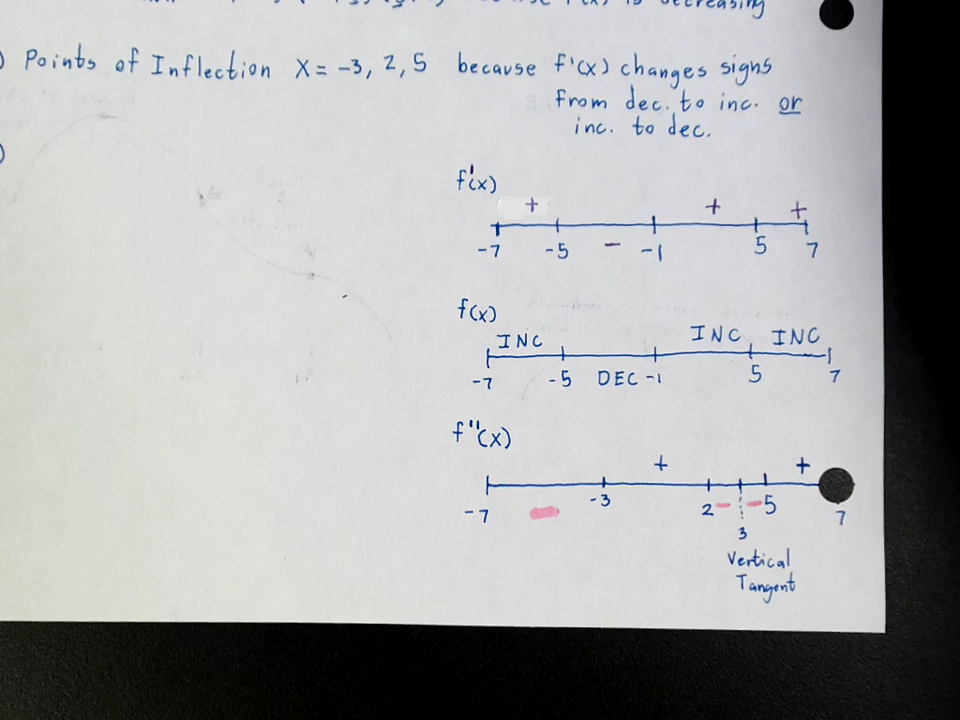 decreasing
) Points of Inflection X = -3, 2, 5 because f'(x) changes signs
from dec. to inc. or
inc. to dec.
)
f'(x)
+ + +
-7 -5 - -1 5 7
f(x)
INC INC INC
-7 -5 DEC -1 5 7
f"(x)
+ +
-7 - -3 2 - - 5 7
3
Vertical
Tangent